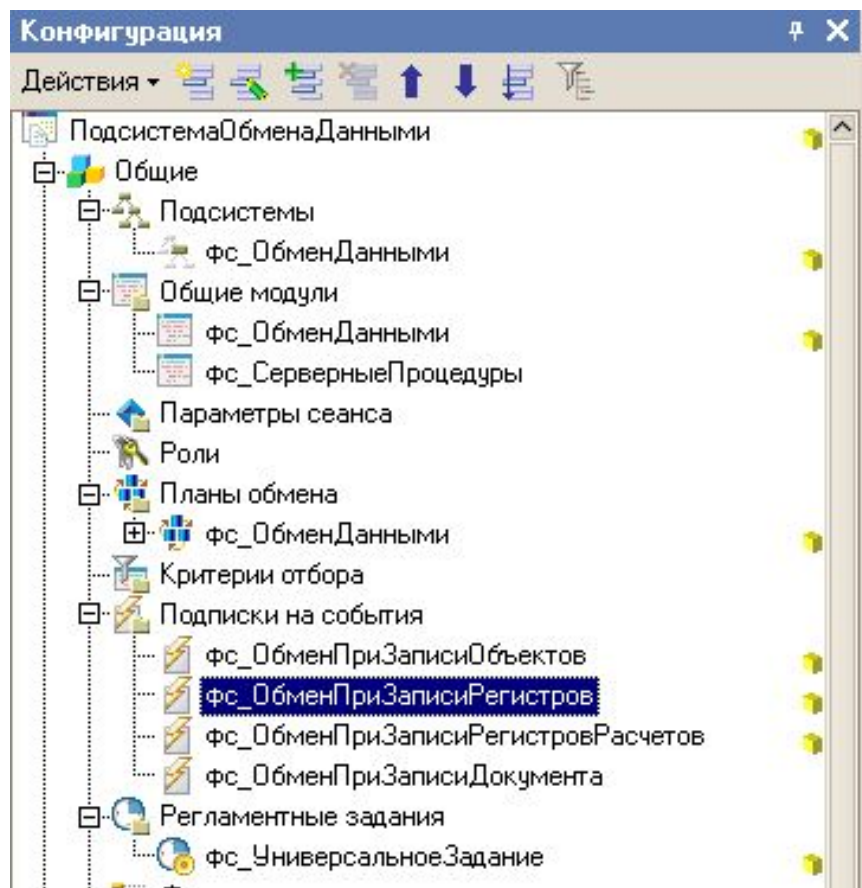 Конфигурация
Действия
ПодсистемаОбменаДанными
Общие
Подсистемы
фс_ОбменДанными
Общие модули
фс_ОбменДанными
фс_СерверныеПроцедуры
Параметры сеанса
Роли
Планы обмена
фс_ОбменДанными
Критерии отбора
Подписки на события
фс_ОбменПриЗаписиОбъектов
фс_ОбменПриЗаписиРегистров
фс_ОбменПриЗаписиРегистровРасчетов
фс_ОбменПриЗаписиДокумента
Регламентные задания
фс_УниверсальноеЗадание